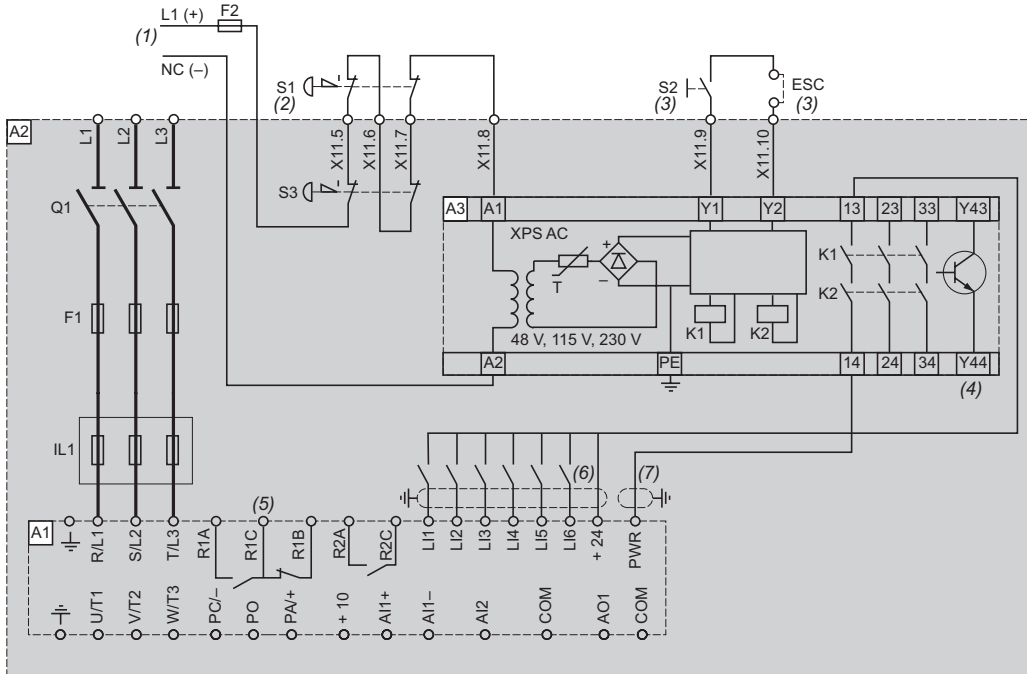 L1 (+)
F2
(1)
NC (–)
S1
(2)
S2
(3)
ESC
(3)
A2
L1
L2
L3
X11.5
X11.6
X11.7
X11.8
X11.9
X11.10
S3
Q1
A3
A1
Y1
Y2
13
23
33
Y43
XPS AC
+
–
T
K1
K2
K1
K2
48 V, 115 V, 230 V
F1
A2
PE
14
24
34
Y44
(4)
IL1
(5)
(6)
(7)
A1
R/L1
S/L2
T/L3
R1A
R1C
R1B
R2A
R2C
LI1
LI2
LI3
LI4
LI5
LI6
+ 24
PWR
U/T1
V/T2
W/T3
PC/–
PO
PA/+
+ 10
AI1+
AI1–
AI2
COM
AO1
COM